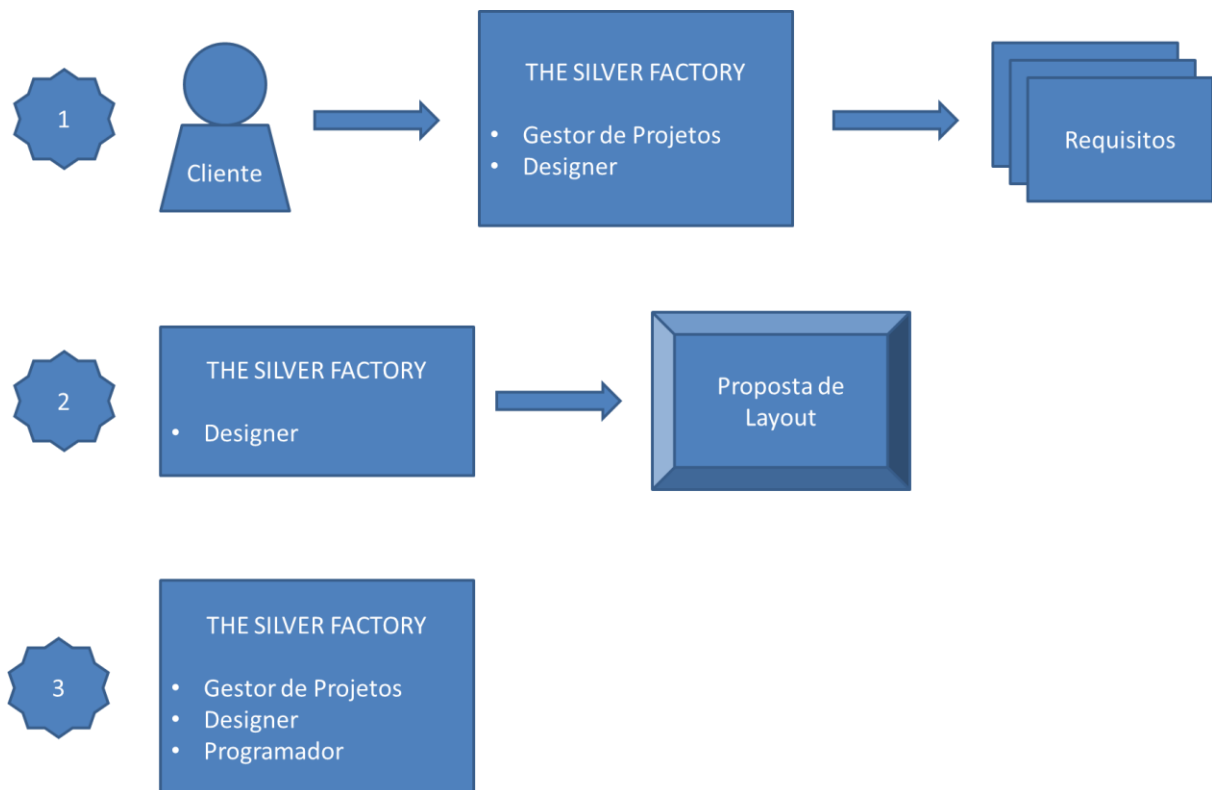 1
Cliente
THE SILVER FACTORY
• Gestor de Projetos
• Designer
Requisitos
2
THE SILVER FACTORY
• Designer
Proposta de
Layout
3
THE SILVER FACTORY
• Gestor de Projetos
• Designer
• Programador